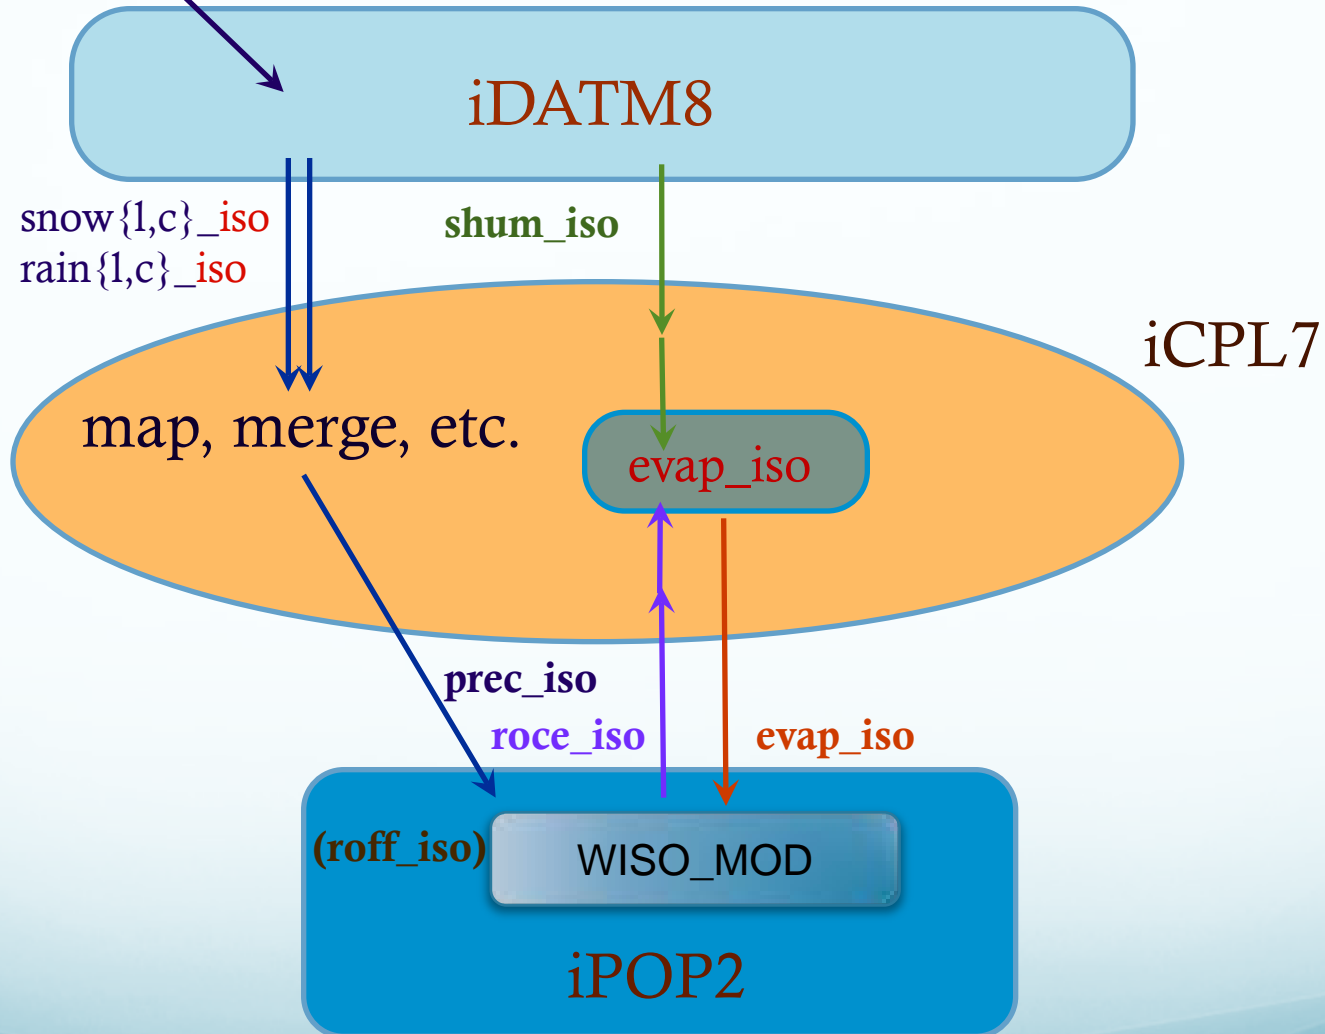 iDATM8
snow{l,c}_iso
rain{l,c}_iso
shum_iso
iCPL7
map, merge, etc.
evap_iso
prec_iso
roce_iso
evap_iso
(roff_iso)
WISO_MOD
iPOP2